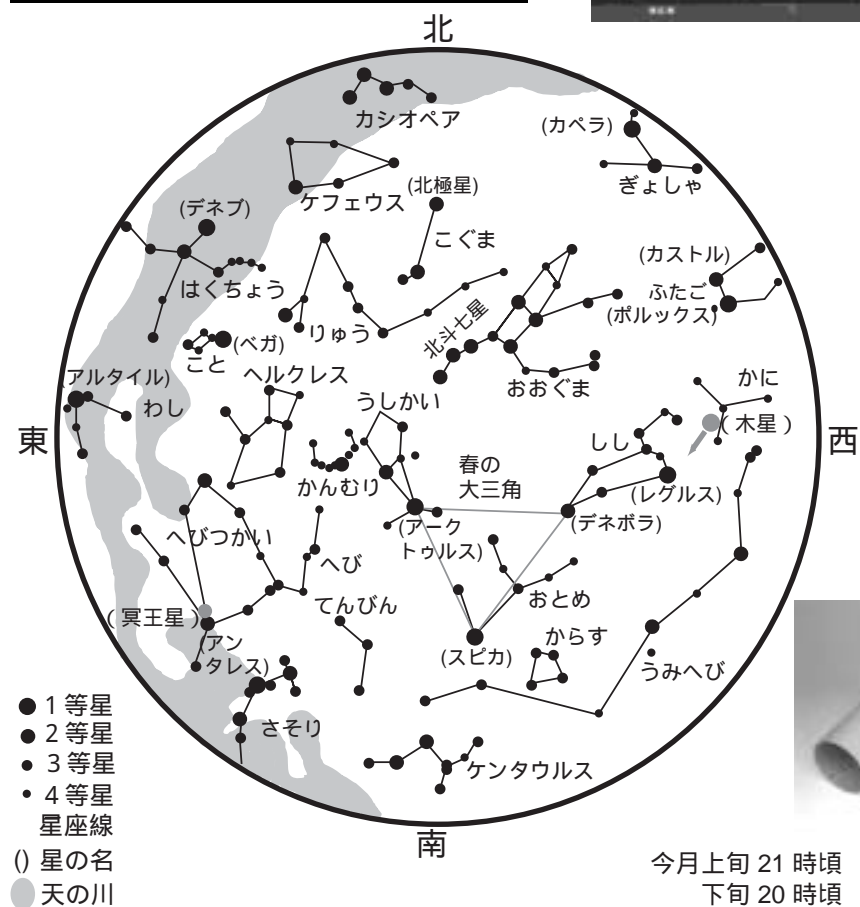 北
カシオペア
(カペラ)
ぎょしゃ
ケフェウス
(北極星)
(デネブ)
こぐま
(カストル)
はくちょう
ふたご
(ポルックス)
りゅう
北斗七星
(ベガ)
こと
おおぐま
(アルタイル)
わし
ヘルクレス
うしかい
かに
(木星)
東
西
しし
春の
大三角
かんむり
(レグルス)
(アーク
トゥルス)
(デネボラ)
へびつかい
へび
てんびん
おとめ
(冥王星)
(アン
タレス)
(スピカ)
からす
うみへび
さそり
ケンタウルス
南
1等星
2等星
3等星
4等星
星座線
() 星の名
天の川
今月上旬 21 時頃
下旬 20 時頃